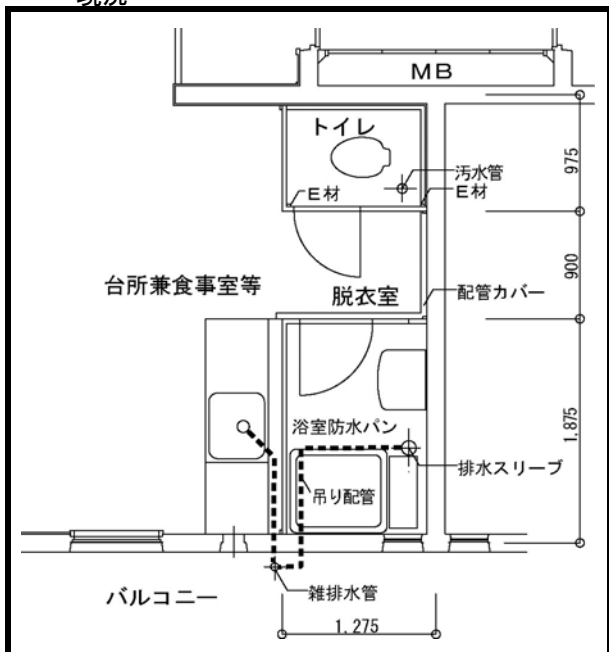 現況
MB
トイレ
汚水管
E材
E材
975
台所兼食事室等
脱衣室
配管カバー
900
浴室防水パン
1,875
排水スリーブ
吊り配管
バルコニー
雑排水管
1.275